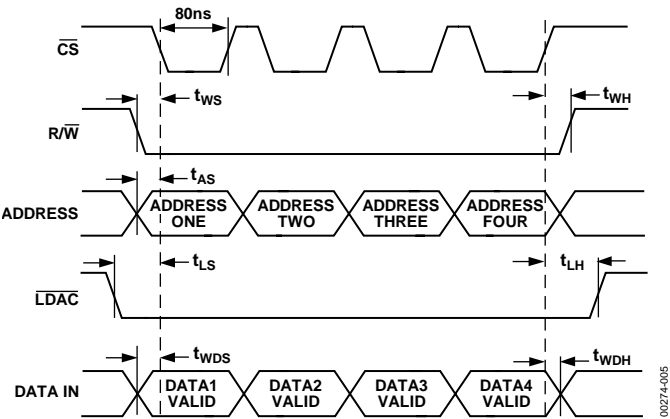 80ns
CS
tWS
tWH
R/W
tAS
ADDRESS
ADDRESS ONE
ADDRESS TWO
ADDRESS THREE
ADDRESS FOUR
tLS
tLH
LDAC
tWDS
tWDH
DATA IN
DATA1 VALID
DATA2 VALID
DATA3 VALID
DATA4 VALID
00274-005